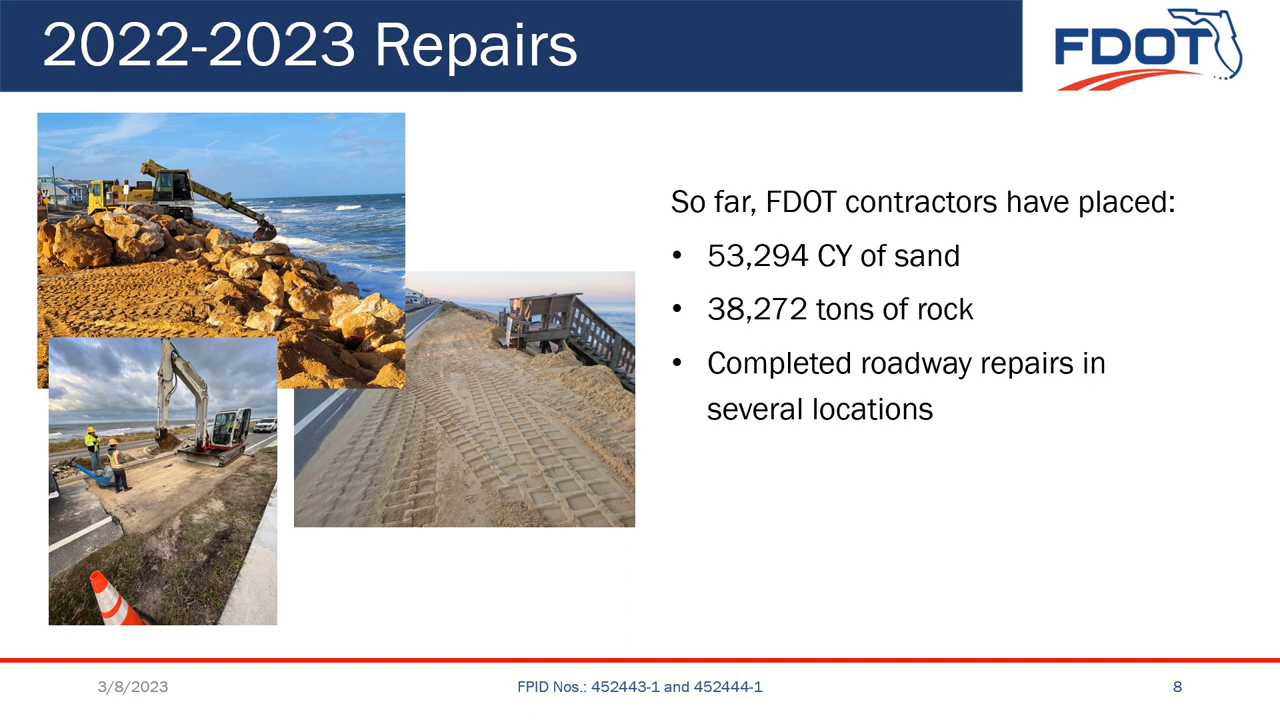 2022-2023 Repairs
FDOT
So far, FDOT contractors have placed:
• 53,294 CY of sand
• 38,272 tons of rock
• Completed roadway repairs in
several locations
3/8/2023
FPID Nos.: 452443-1 and 452444-1
8